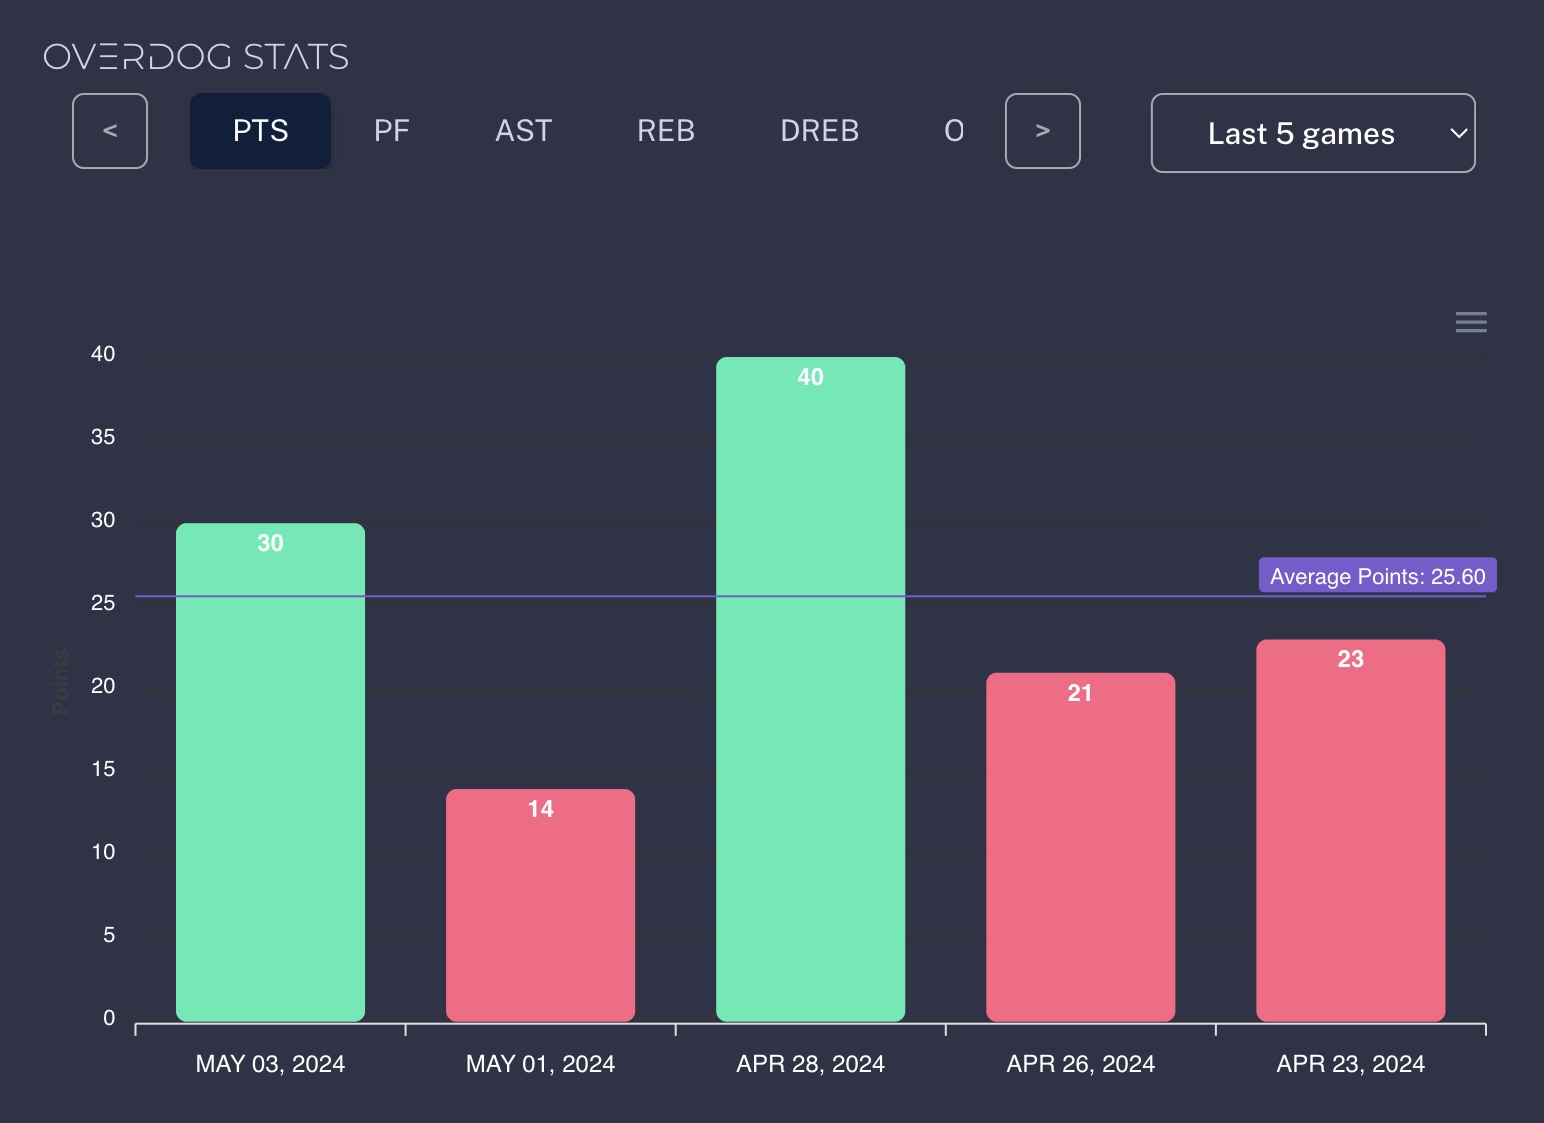 OVERDOG STATS
< PTS PF AST REB DREB O > Last 5 games
40
35
30
25
20
15
10
5
0
Points
30
14
40
21
23
Average Points: 25.60
MAY 03, 2024 MAY 01, 2024 APR 28, 2024 APR 26, 2024 APR 23, 2024